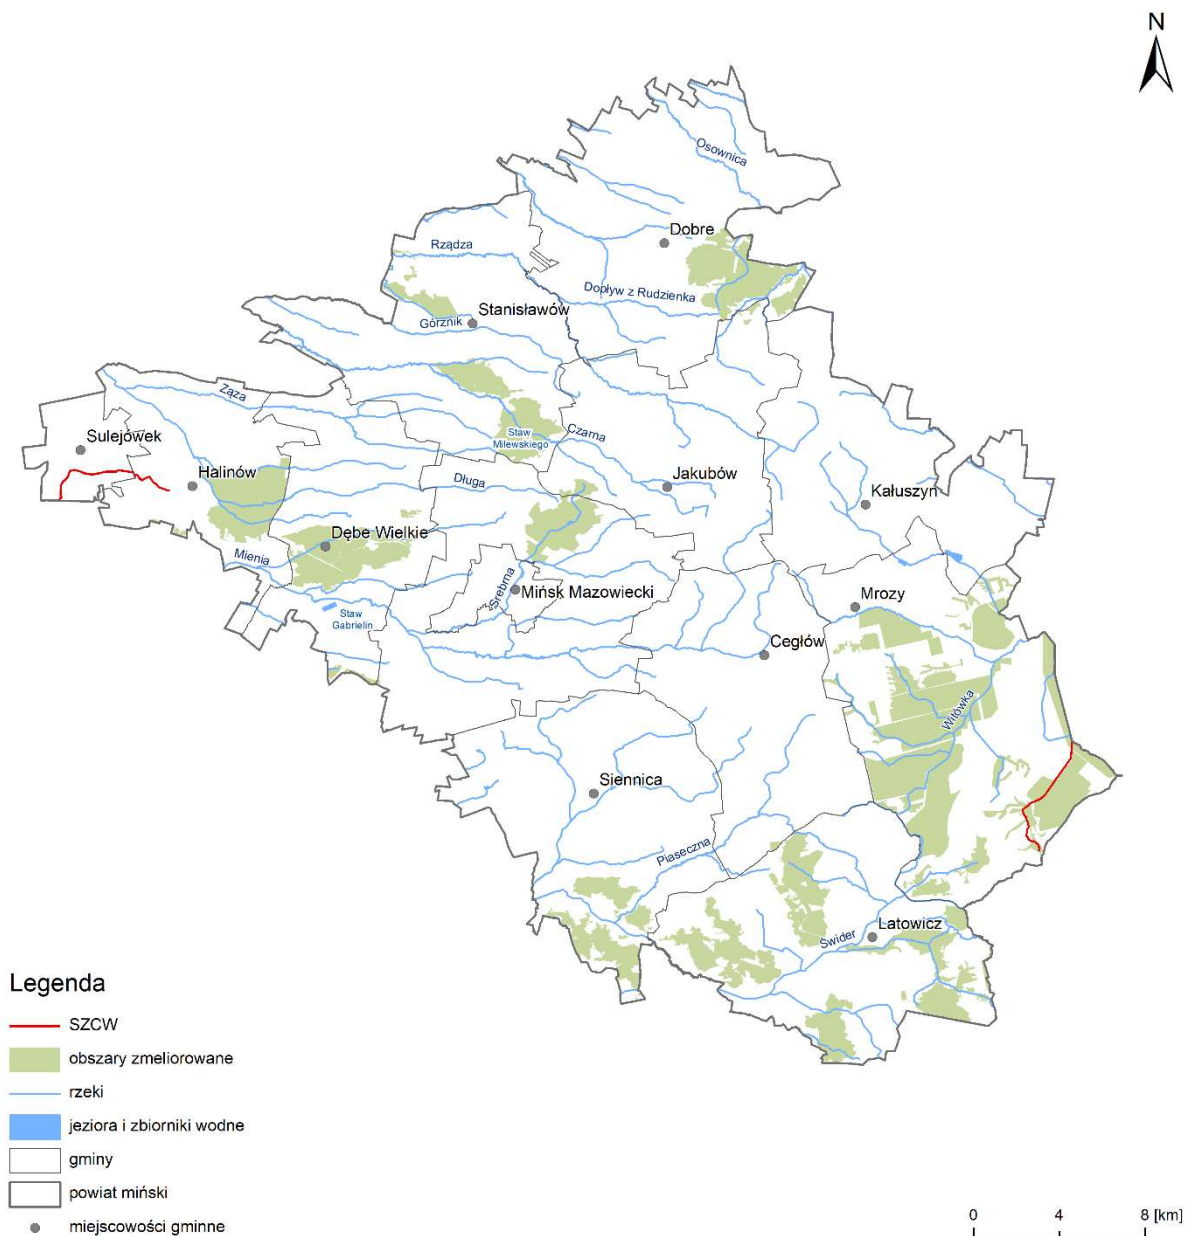 N
Osownica
Dobre
Rządza
Dopływ z Rudzienka
Stanisławów
Górznik
Ząza
Sulejówek
Czarna
Staw
Milewskiego
Halinów
Długa
Jakubów
Kałuszyn
Dębe Wielkie
Mienia
Srebrna
Mińsk Mazowiecki
Mrozy
Staw
Gabrielin
Cegłów
Witówka
Siennica
Piaseczna
Latowicz
Świder
Legenda
SZCW
obszary zmeliorowane
rzeki
jeziora i zbiorniki wodne
gminy
powiat miński
miejscowości gminne
0 4 8 [km]